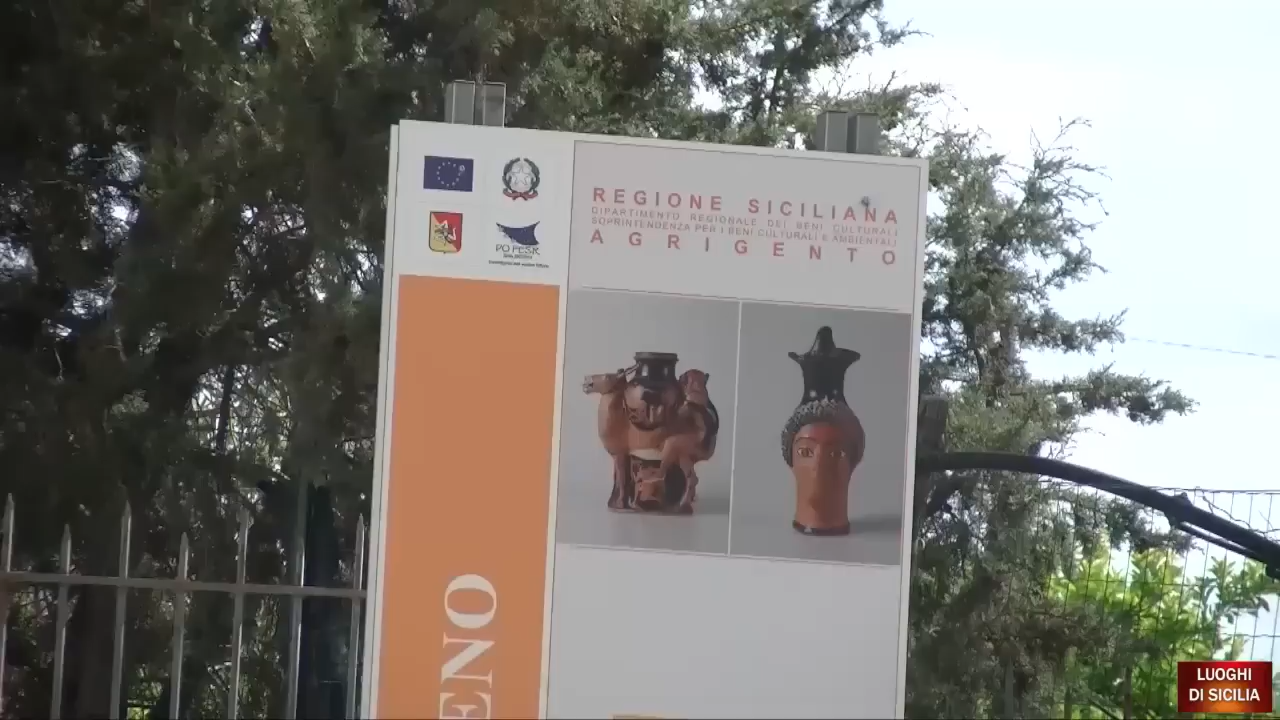 REGIONE SICILIANA
DIPARTIMENTO REGIONALE DEI BENI CULTURALI
SOPRINTENDENZA PER I BENI CULTURALI E AMBIENTALI
AGRIGENTO
PO FESR
ENO
LUOGHI
DI SICILIA